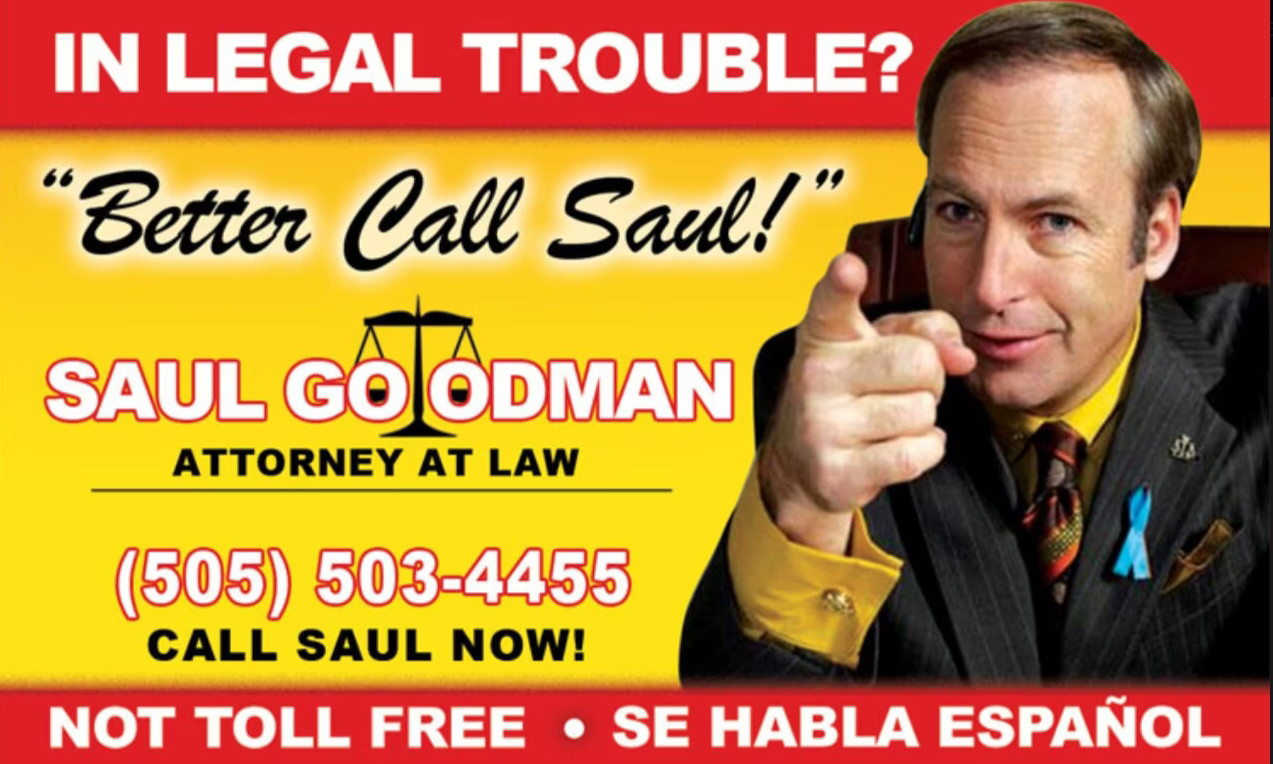 IN LEGAL TROUBLE?
“Better Call Saul!”
SAUL GOODMAN
ATTORNEY AT LAW
(505) 503-4455
CALL SAUL NOW!
NOT TOLL FREE • SE HABLA ESPAÑOL